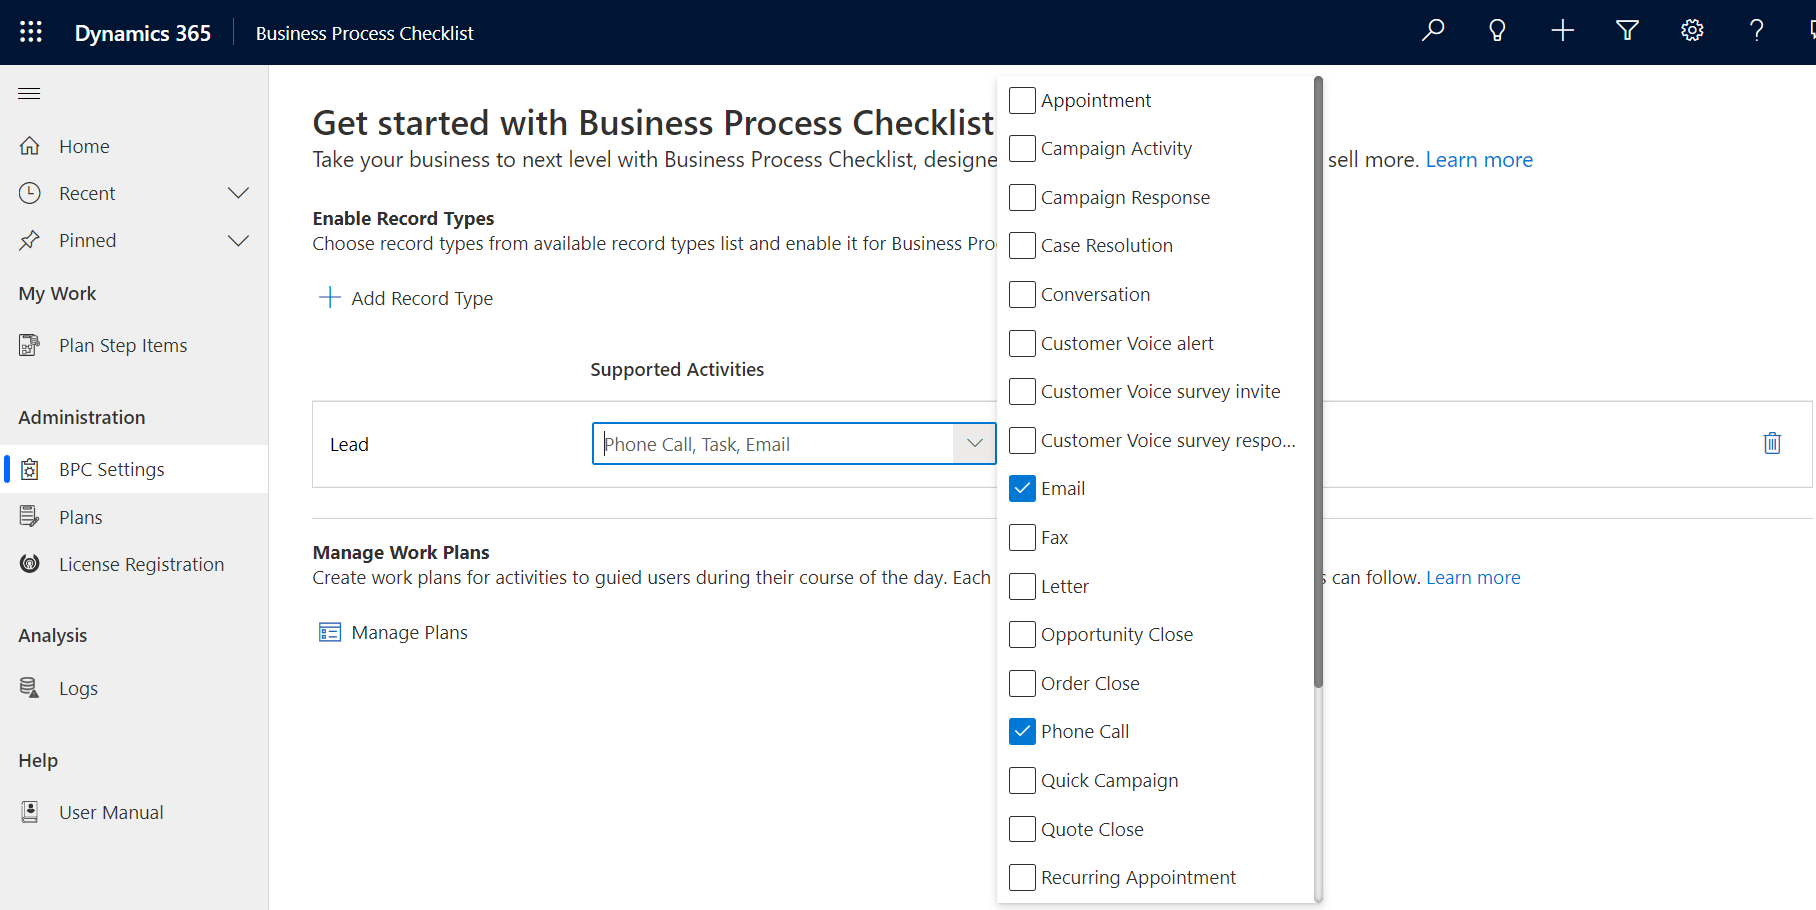 Dynamics 365
Business Process Checklist
Home
Recent
Pinned
My Work
Plan Step Items
Administration
BPC Settings
Plans
License Registration
Analysis
Logs
Help
User Manual
Get started with Business Process Checklist
Take your business to next level with Business Process Checklist, designe sell more. Learn more
Enable Record Types
Choose record types from available record types list and enable it for Business Pro
Add Record Type
Supported Activities
Lead
Phone Call, Task, Email
Manage Work Plans
Create work plans for activities to guied users during their course of the day. Each s can follow. Learn more
Manage Plans
Appointment
Campaign Activity
Campaign Response
Case Resolution
Conversation
Customer Voice alert
Customer Voice survey invite
Customer Voice survey respo...
Email
Fax
Letter
Opportunity Close
Order Close
Phone Call
Quick Campaign
Quote Close
Recurring Appointment